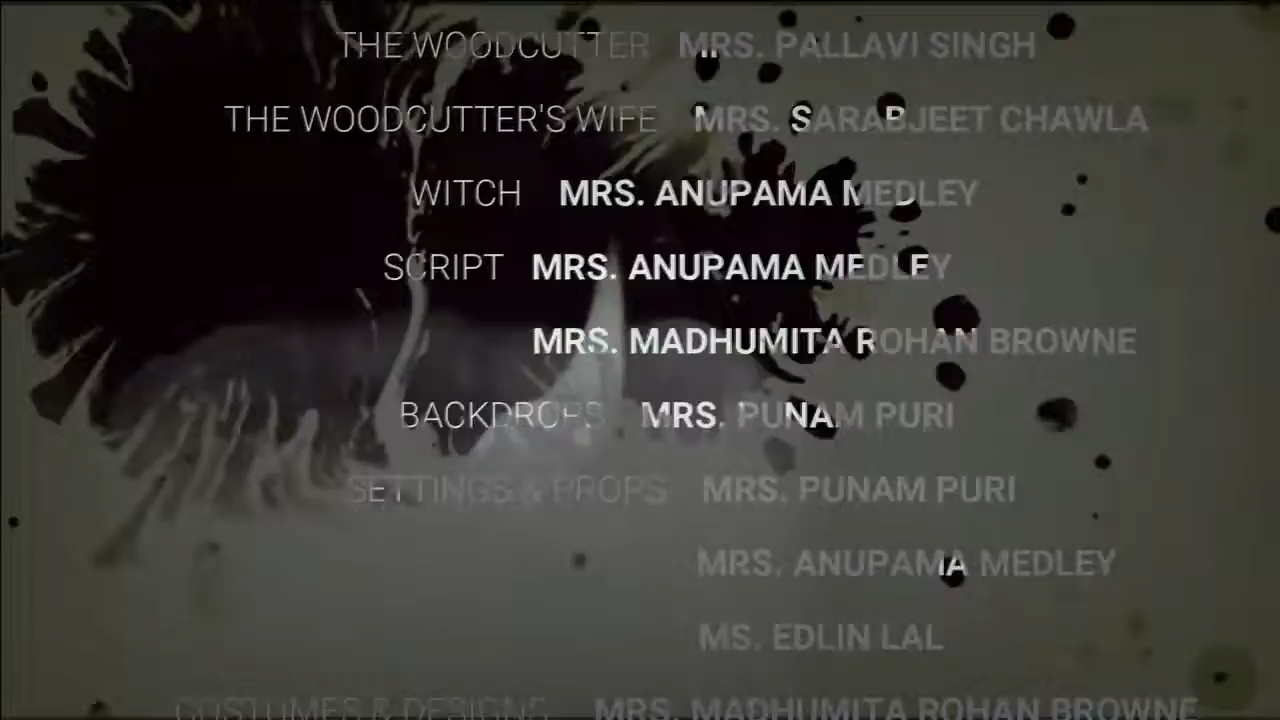 THE WOODCUTTER MRS. PALLAVI SINGH
THE WOODCUTTER'S WIFE MRS. SARABJEET CHAWLA
WITCH MRS. ANUPAMA MEDLEY
SCRIPT MRS. ANUPAMA MEDLEY
MRS. MADHUMITA ROHAN BROWNE
BACKDROPS MRS. PUNAM PURI
SETTINGS & PROPS MRS. PUNAM PURI
MRS. ANUPAMA MEDLEY
MS. EDLIN LAL
COSTUMES & DESIGNS MRS. MADHUMITA ROHAN BROWNE